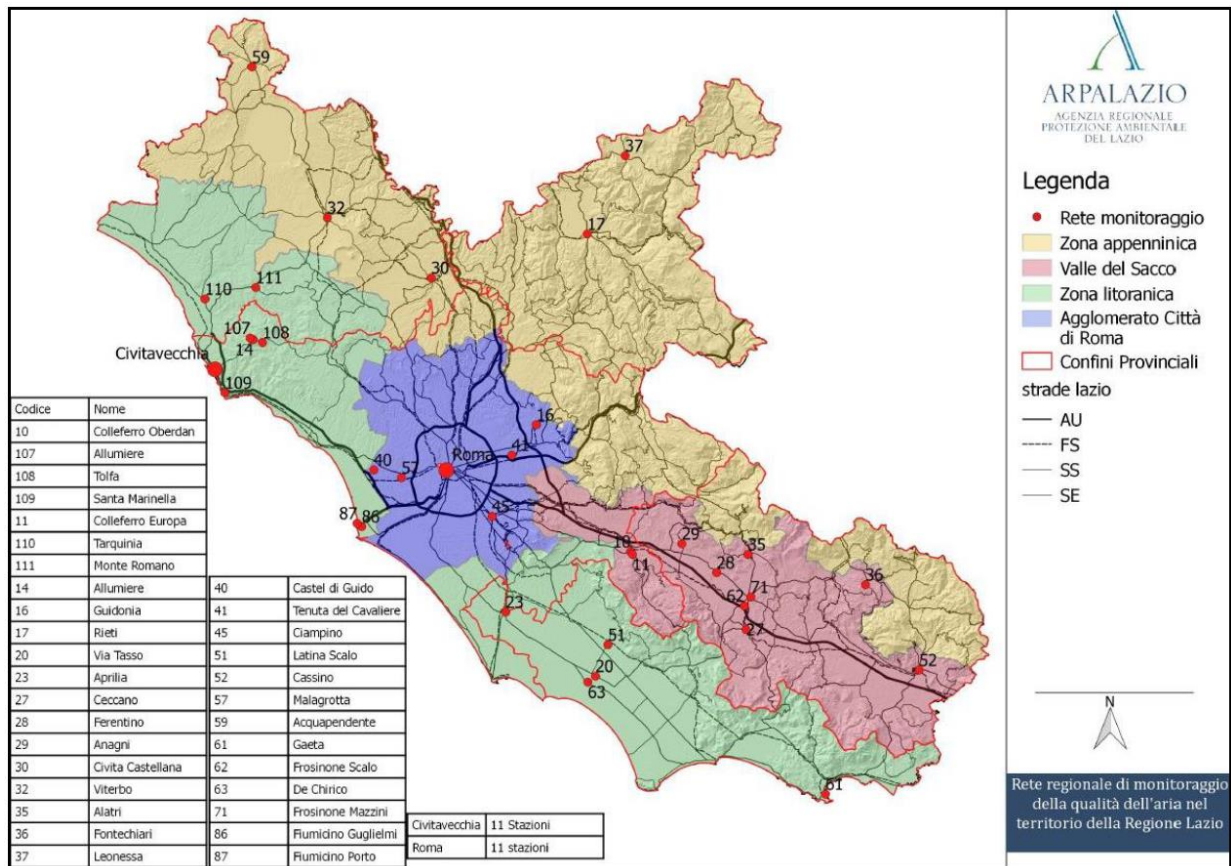 59
37
32
17
30
110
111
107
108
14
Civitavecchia
109
16
41
Roma
40
57
87
86
45
10
11
29
28
35
36
71
62
27
23
51
20
63
52
61
Codice Nome
10 Colleferro Oberdan
107 Allumiere
108 Tolfa
109 Santa Marinella
11 Colleferro Europa
110 Tarquinia
111 Monte Romano
14 Allumiere
16 Guidonia
17 Rieti
20 Via Tasso
23 Aprilia
27 Ceccano
28 Ferentino
29 Anagni
30 Civita Castellana
32 Viterbo
35 Alatri
36 Fontechiari
37 Leonessa
40 Castel di Guido
41 Tenuta del Cavaliere
45 Ciampino
51 Latina Scalo
52 Cassino
57 Malagrotta
59 Acquapendente
61 Gaeta
62 Frosinone Scalo
63 De Chirico
71 Frosinone Mazzini
86 Fiumicino Guglielmi
87 Fiumicino Porto
Civitavecchia 11 Stazioni
Roma 11 stazioni
ARPALAZIO
AGENZIA REGIONALE
PROTEZIONE AMBIENTALE
DEL LAZIO
Legenda
Rete monitoraggio
Zona appenninica
Valle del Sacco
Zona litoranica
Agglomerato Città
di Roma
Confini Provinciali
strade lazio
AU
FS
SS
SE
N
Rete regionale di monitoraggio
della qualità dell'aria nel
territorio della Regione Lazio